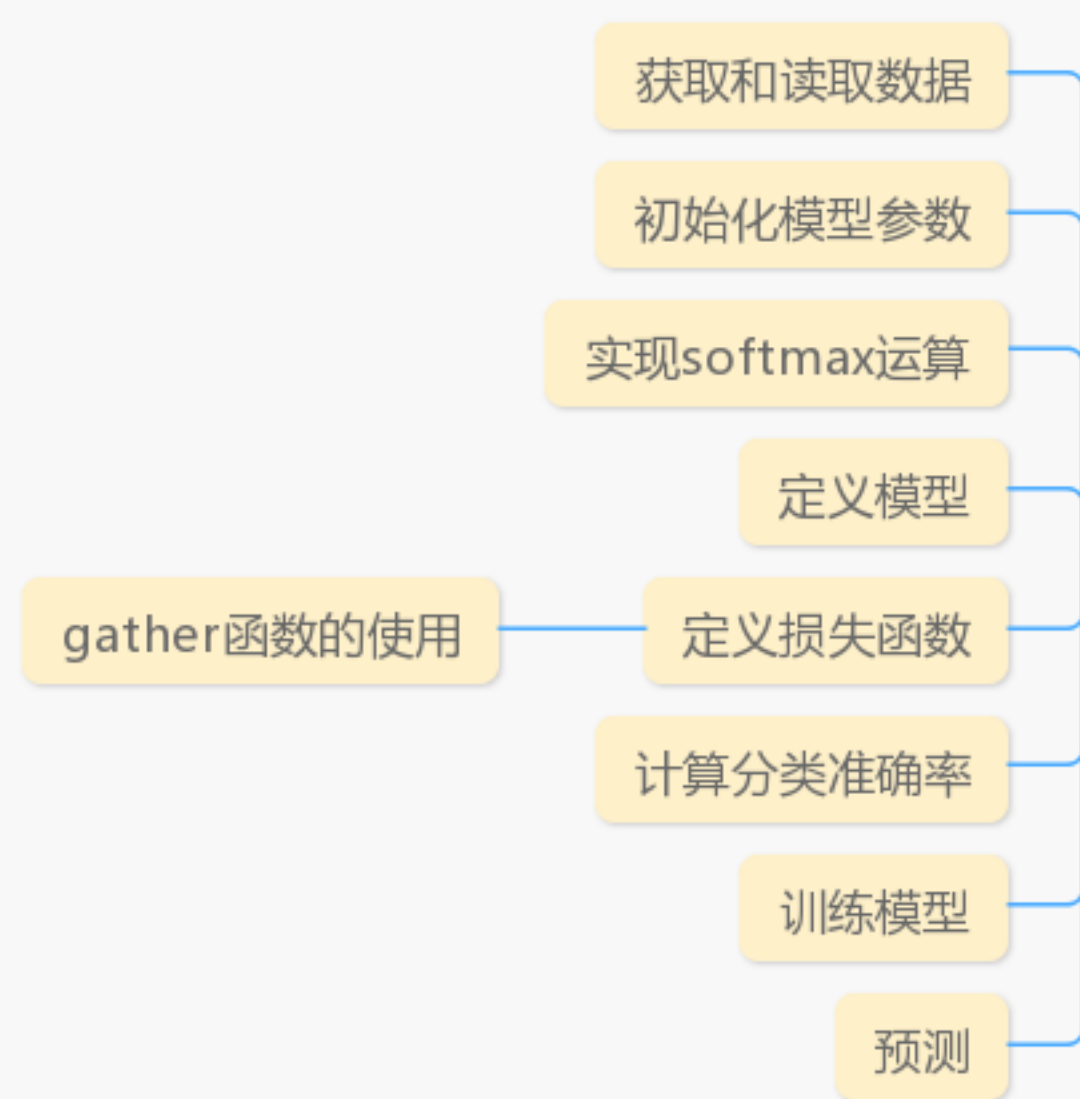 获取和读取数据
初始化模型参数
实现softmax运算
定义模型
gather函数的使用
定义损失函数
计算分类准确率
训练模型
预测